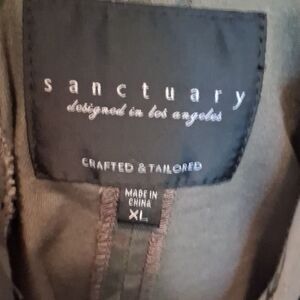 sanctuary
designed in los angeles
CRAFTED & TAILORED
MADE IN
CHINA
XL